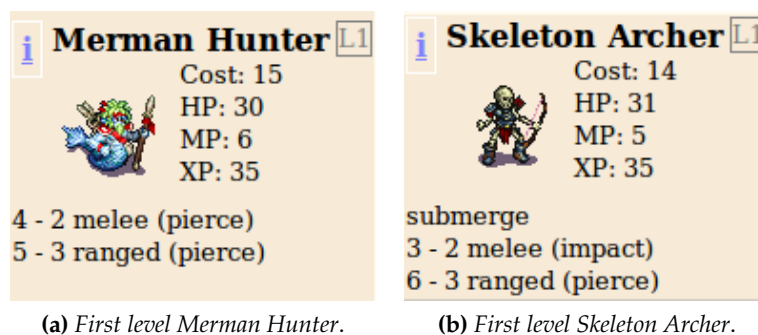 i Merman Hunter L1
Cost: 15
HP: 30
MP: 6
XP: 35
4 - 2 melee (pierce)
5 - 3 ranged (pierce)
(a) First level Merman Hunter.
i Skeleton Archer L1
Cost: 14
HP: 31
MP: 5
XP: 35
submerge
3 - 2 melee (impact)
6 - 3 ranged (pierce)
(b) First level Skeleton Archer.